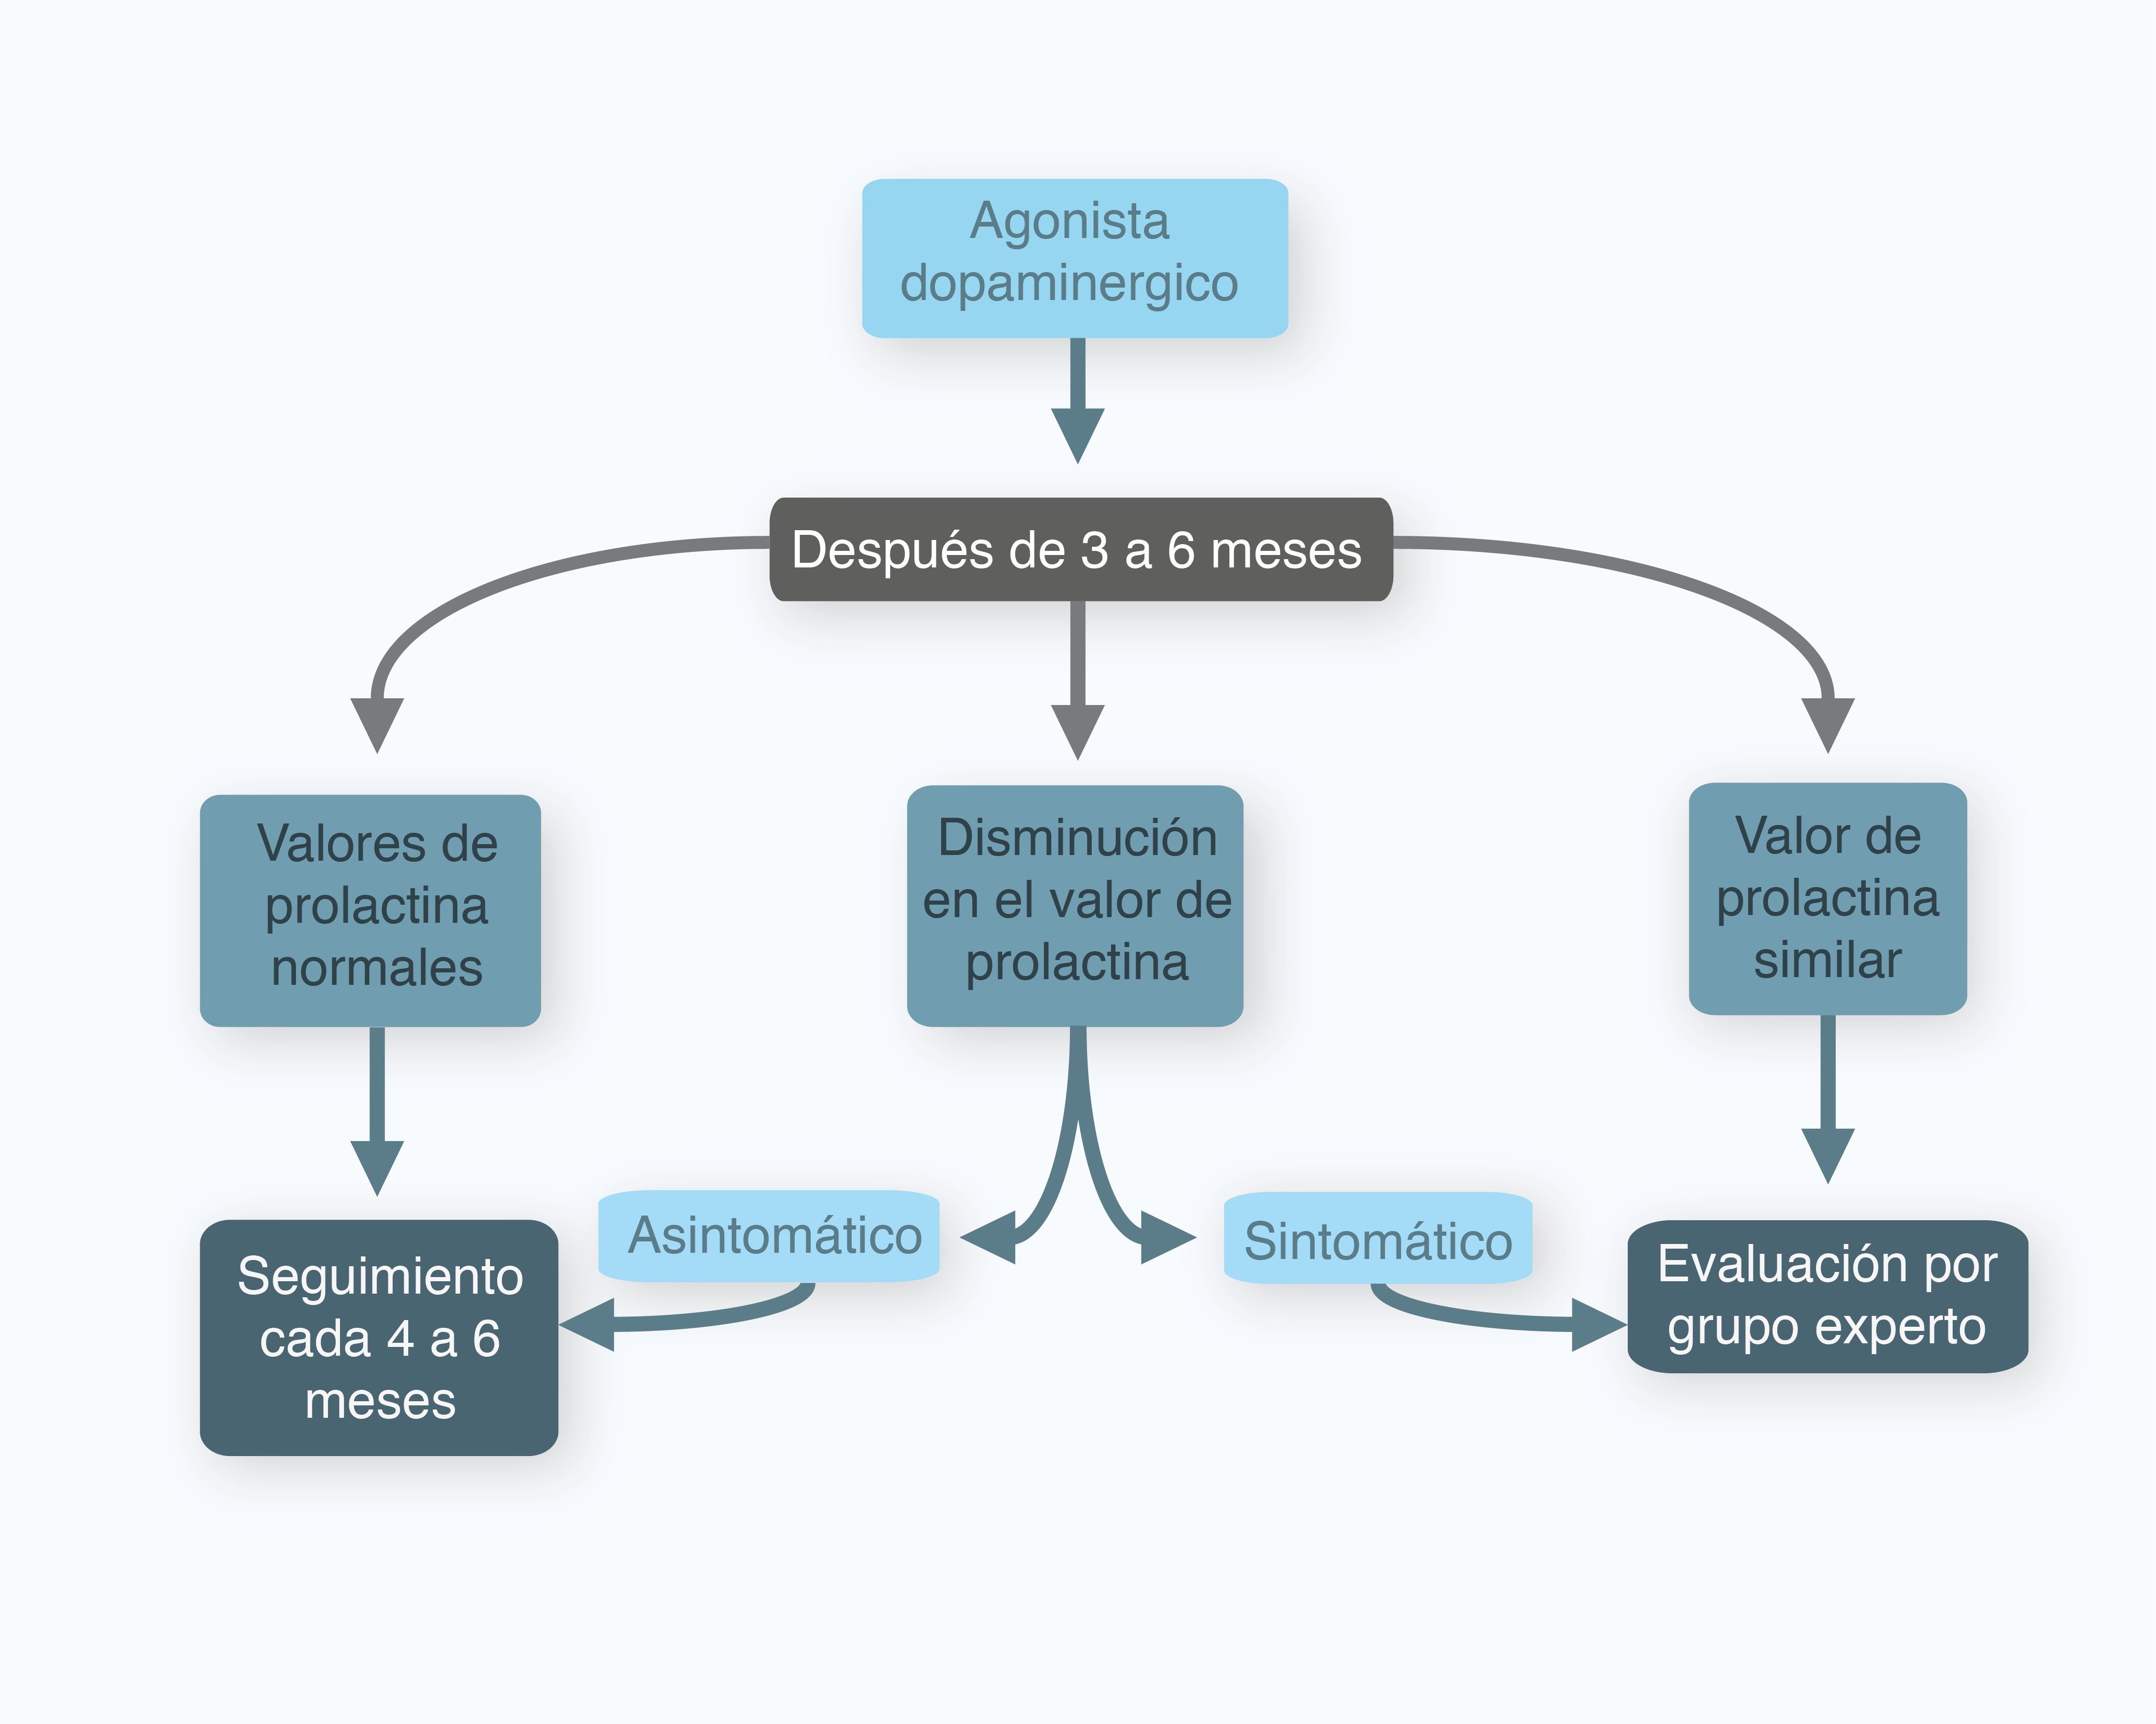 Agonista
dopaminergico
Después de 3 a 6 meses
Valores de
prolactina
normales
Disminución
en el valor de
prolactina
Valor de
prolactina
similar
Asintomático
Sintomático
Seguimiento
cada 4 a 6
meses
Evaluación por
grupo experto